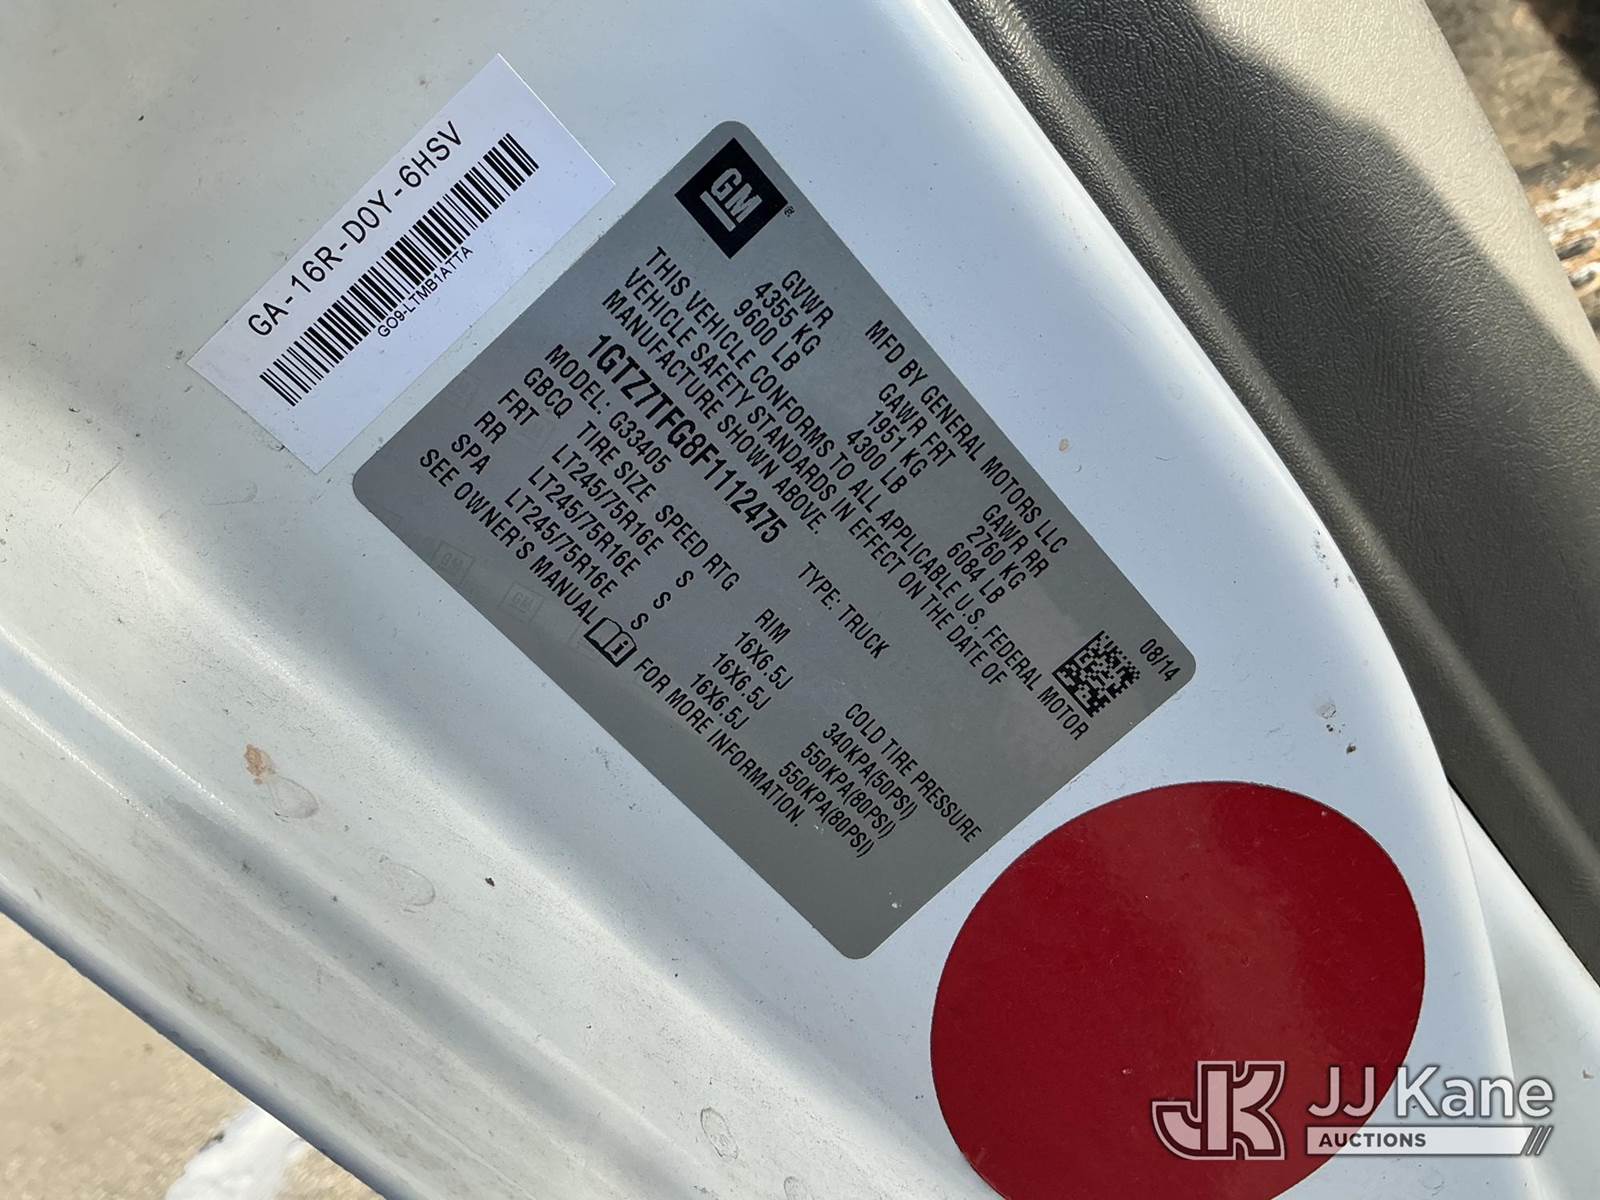 GA-16R-D0Y-6HSV
GO9-LTMB1ATTA
GM
MFD BY GENERAL MOTORS LLC
08/14
GVWR GAWR FRT GAWR RR
4355 KG 1951 KG 2760 KG
9600 LB 4300 LB 6084 LB
THIS VEHICLE CONFORMS TO ALL APPLICABLE U.S. FEDERAL MOTOR
VEHICLE SAFETY STANDARDS IN EFFECT ON THE DATE OF
MANUFACTURE SHOWN ABOVE.
1GTZ7TFG8F1112475 TYPE: TRUCK
MODEL: G33405
GBCQ TIRE SIZE SPEED RTG RIM COLD TIRE PRESSURE
FRT LT245/75R16E S 16X6.5J 340KPA(50PSI)
RR LT245/75R16E S 16X6.5J 550KPA(80PSI)
SPA LT245/75R16E S 16X6.5J 550KPA(80PSI)
SEE OWNER'S MANUAL FOR MORE INFORMATION.
JK JJ Kane
AUCTIONS